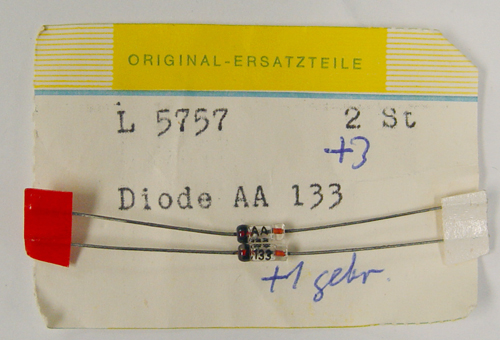 ORIGINAL-ERSATZTEILE
L 5757 2 St
+3
Diode AA 133
AA
133
+1 gebr.